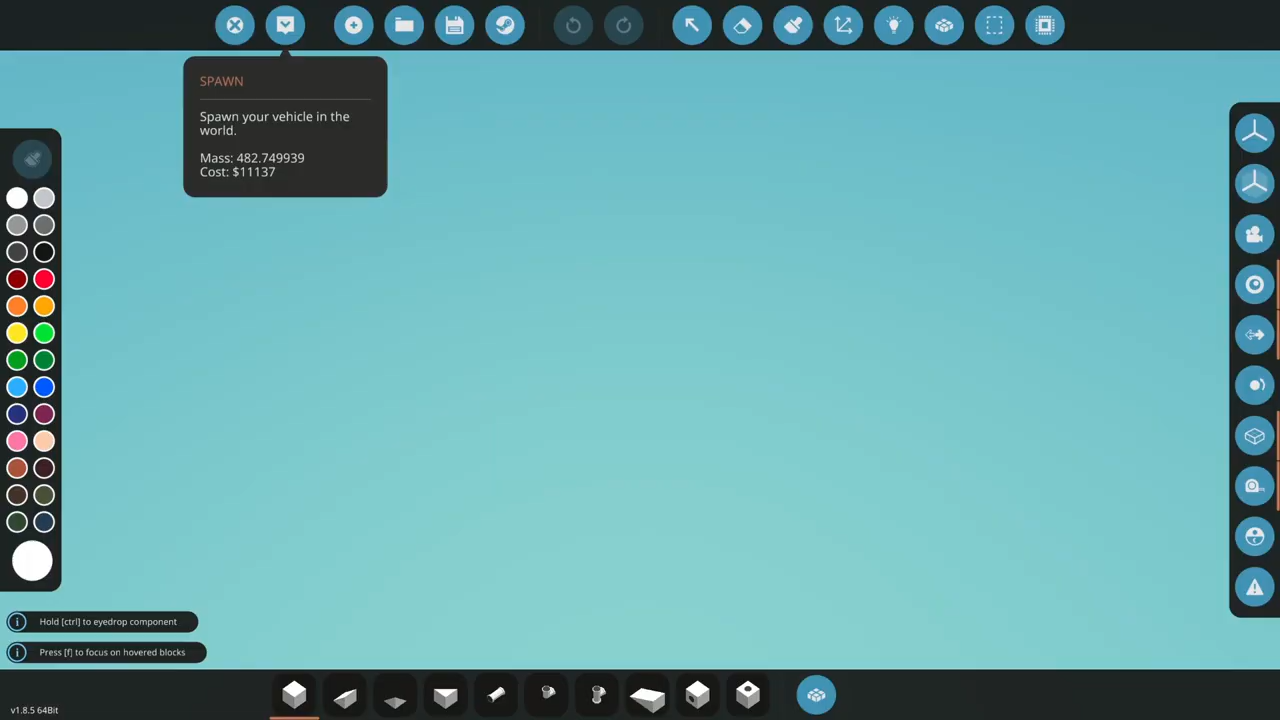 SPAWN
Spawn your vehicle in the
world.
Mass: 482.749939
Cost: $11137
Hold [ctrl] to eyedrop component
Press [f] to focus on hovered blocks
v1.8.5 64Bit